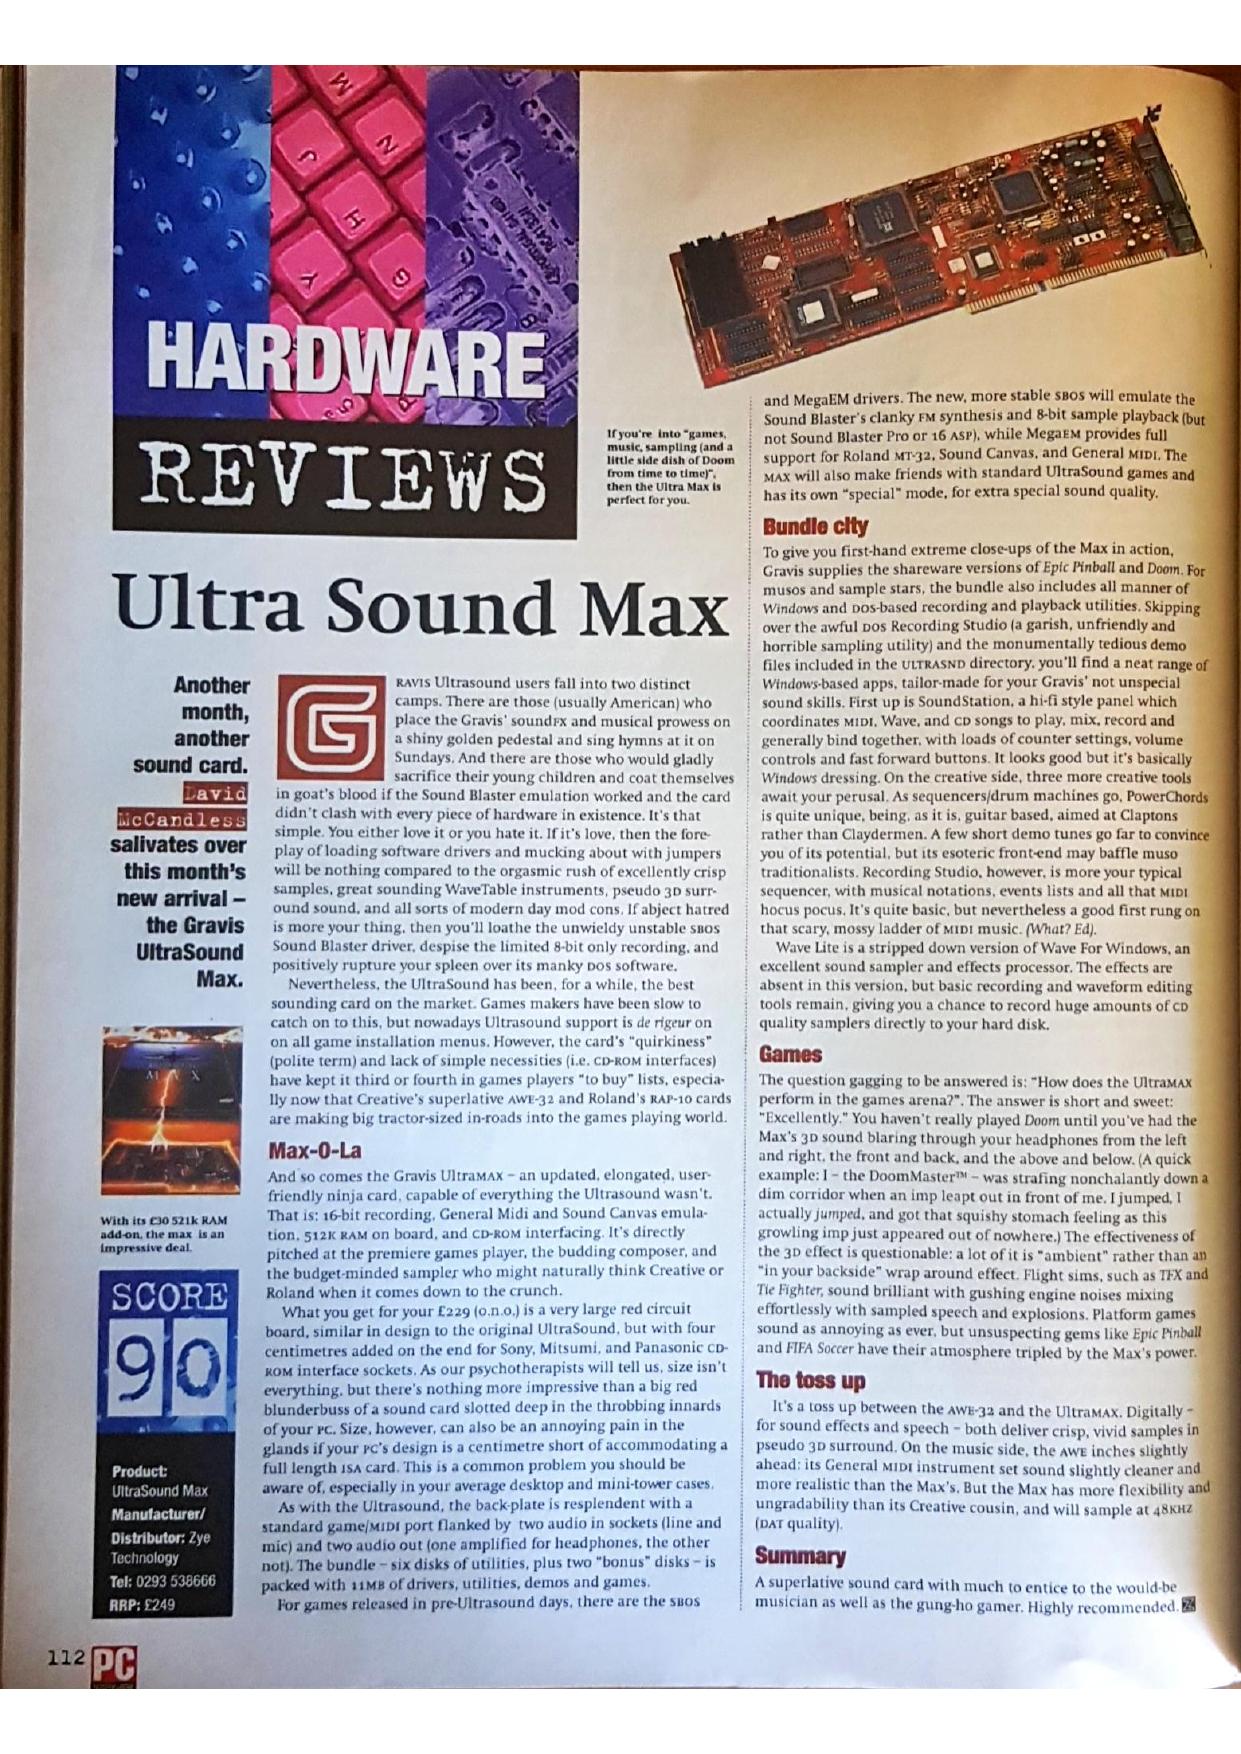 HARDWARE
REVIEWS
If you're into "games,
music, sampling (and a
little side dish of Doom
from time to time)",
then the Ultra Max is
perfect for you.
Ultra Sound Max
Another
month,
another
sound card.
David
McCandless
salivates over
this month's
new arrival –
the Gravis
UltraSound
Max.
With its £30 521k RAM
add-on, the max is an
impressive deal.
SCORE
90
Product:
UltraSound Max
Manufacturer/
Distributor: Zye
Technology
Tel: 0293 538666
RRP: £249
GRAVIS Ultrasound users fall into two distinct
camps. There are those (usually American) who
place the Gravis' soundFX and musical prowess on
a shiny golden pedestal and sing hymns at it on
Sundays. And there are those who would gladly
sacrifice their young children and coat themselves
in goat's blood if the Sound Blaster emulation worked and the card
didn't clash with every piece of hardware in existence. It's that
simple. You either love it or you hate it. If it's love, then the fore-
play of loading software drivers and mucking about with jumpers
will be nothing compared to the orgasmic rush of excellently crisp
samples, great sounding WaveTable instruments, pseudo 3D surr-
ound sound, and all sorts of modern day mod cons. If abject hatred
is more your thing, then you'll loathe the unwieldy unstable SBOS
Sound Blaster driver, despise the limited 8-bit only recording, and
positively rupture your spleen over its manky DOS software.
Nevertheless, the UltraSound has been, for a while, the best
sounding card on the market. Games makers have been slow to
catch on to this, but nowadays Ultrasound support is de rigeur on
on all game installation menus. However, the card's "quirkiness"
(polite term) and lack of simple necessities (i.e. CD-ROM interfaces)
have kept it third or fourth in games players "to buy" lists, especia-
lly now that Creative's superlative AWE-32 and Roland's RAP-10 cards
are making big tractor-sized in-roads into the games playing world.
Max-O-La
And so comes the Gravis UltraMAX – an updated, elongated, user-
friendly ninja card, capable of everything the Ultrasound wasn't.
That is: 16-bit recording, General Midi and Sound Canvas emula-
tion, 512K RAM on board, and CD-ROM interfacing. It's directly
pitched at the premiere games player, the budding composer, and
the budget-minded sampler who might naturally think Creative or
Roland when it comes down to the crunch.
What you get for your £229 (o.n.o.) is a very large red circuit
board, similar in design to the original UltraSound, but with four
centimetres added on the end for Sony, Mitsumi, and Panasonic CD-
ROM interface sockets. As our psychotherapists will tell us, size isn't
everything, but there's nothing more impressive than a big red
blunderbuss of a sound card slotted deep in the throbbing innards
of your PC. Size, however, can also be an annoying pain in the
glands if your PC's design is a centimetre short of accommodating a
full length ISA card. This is a common problem you should be
aware of, especially in your average desktop and mini-tower cases.
As with the Ultrasound, the back-plate is resplendent with a
standard game/MIDI port flanked by two audio in sockets (line and
mic) and two audio out (one amplified for headphones, the other
not). The bundle – six disks of utilities, plus two "bonus" disks – is
packed with 11MB of drivers, utilities, demos and games.
For games released in pre-Ultrasound days, there are the SBOS
and MegaEM drivers. The new, more stable SBOS will emulate the
Sound Blaster's clanky FM synthesis and 8-bit sample playback (but
not Sound Blaster Pro or 16 ASP), while MegaEM provides full
support for Roland MT-32, Sound Canvas, and General MIDI. The
MAX will also make friends with standard UltraSound games and
has its own "special" mode, for extra special sound quality.
Bundle city
To give you first-hand extreme close-ups of the Max in action,
Gravis supplies the shareware versions of Epic Pinball and Doom. For
musos and sample stars, the bundle also includes all manner of
Windows and DOS-based recording and playback utilities. Skipping
over the awful DOS Recording Studio (a garish, unfriendly and
horrible sampling utility) and the monumentally tedious demo
files included in the ULTRASND directory, you'll find a neat range of
Windows-based apps, tailor-made for your Gravis' not unspecial
sound skills. First up is SoundStation, a hi-fi style panel which
coordinates MIDI, Wave, and CD songs to play, mix, record and
generally bind together, with loads of counter settings, volume
controls and fast forward buttons. It looks good but it's basically
Windows dressing. On the creative side, three more creative tools
await your perusal. As sequencers/drum machines go, PowerChords
is quite unique, being, as it is, guitar based, aimed at Claptons
rather than Claydermen. A few short demo tunes go far to convince
you of its potential, but its esoteric front-end may baffle muso
traditionalists. Recording Studio, however, is more your typical
sequencer, with musical notations, events lists and all that MIDI
hocus pocus. It's quite basic, but nevertheless a good first rung on
that scary, mossy ladder of MIDI music. (What? Ed).
Wave Lite is a stripped down version of Wave For Windows, an
excellent sound sampler and effects processor. The effects are
absent in this version, but basic recording and waveform editing
tools remain, giving you a chance to record huge amounts of CD
quality samplers directly to your hard disk.
Games
The question gagging to be answered is: "How does the UltraMAX
perform in the games arena?". The answer is short and sweet:
"Excellently." You haven't really played Doom until you've had the
Max's 3D sound blaring through your headphones from the left
and right, the front and back, and the above and below. (A quick
example: I – the DoomMaster™ – was strafing nonchalantly down a
dim corridor when an imp leapt out in front of me. I jumped, I
actually jumped, and got that squishy stomach feeling as this
growling imp just appeared out of nowhere.) The effectiveness of
the 3D effect is questionable: a lot of it is "ambient" rather than an
"in your backside" wrap around effect. Flight sims, such as TFX and
Tie Fighter, sound brilliant with gushing engine noises mixing
effortlessly with sampled speech and explosions. Platform games
sound as annoying as ever, but unsuspecting gems like Epic Pinball
and FIFA Soccer have their atmosphere tripled by the Max's power.
The toss up
It's a toss up between the AWE-32 and the UltraMAX. Digitally –
for sound effects and speech – both deliver crisp, vivid samples in
pseudo 3D surround. On the music side, the AWE inches slightly
ahead: its General MIDI instrument set sound slightly cleaner and
more realistic than the Max's. But the Max has more flexibility and
ungradability than its Creative cousin, and will sample at 48KHZ
(DAT quality).
Summary
A superlative sound card with much to entice to the would-be
musician as well as the gung-ho gamer. Highly recommended.
112 PC